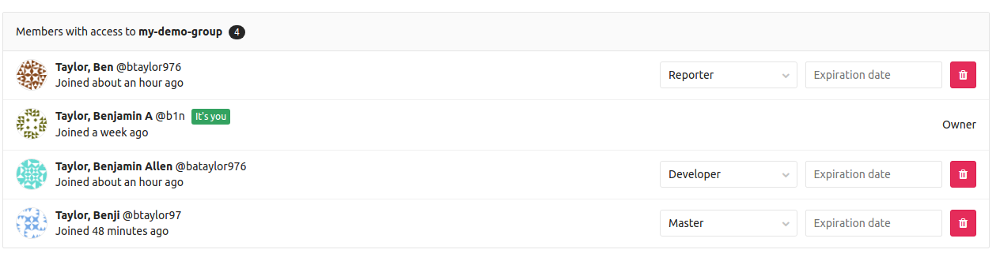 Members with access to my-demo-group 4
Taylor, Ben @btaylor976
Joined about an hour ago
Reporter
Expiration date
Taylor, Benjamin A @b1n It's you
Joined a week ago
Owner
Taylor, Benjamin Allen @bataylor976
Joined about an hour ago
Developer
Expiration date
Taylor, Benji @btaylor97
Joined 48 minutes ago
Master
Expiration date